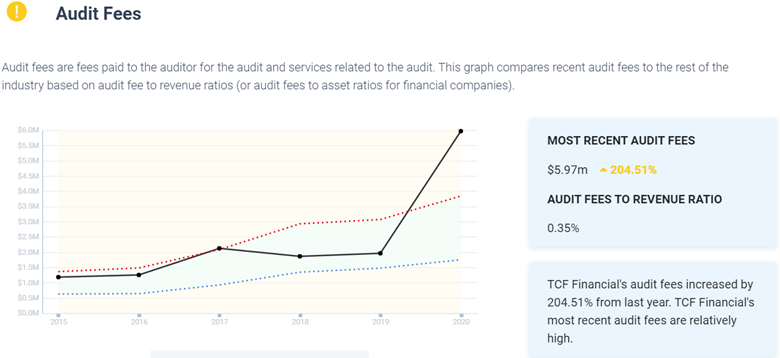 !
Audit Fees
Audit fees are fees paid to the auditor for the audit and services related to the audit. This graph compares recent audit fees to the rest of the
industry based on audit fee to revenue ratios (or audit fees to asset ratios for financial companies).
$6.0M
$5.5M
$5.0M
$4.5M
$4.0M
$3.5M
$3.0M
$2.5M
$2.0M
$1.5M
$1.0M
$0.5M
$0.0M
2015 2016 2017 2018 2019 2020
MOST RECENT AUDIT FEES
$5.97m 204.51%
AUDIT FEES TO REVENUE RATIO
0.35%
TCF Financial's audit fees increased by
204.51% from last year. TCF Financial's
most recent audit fees are relatively
high.